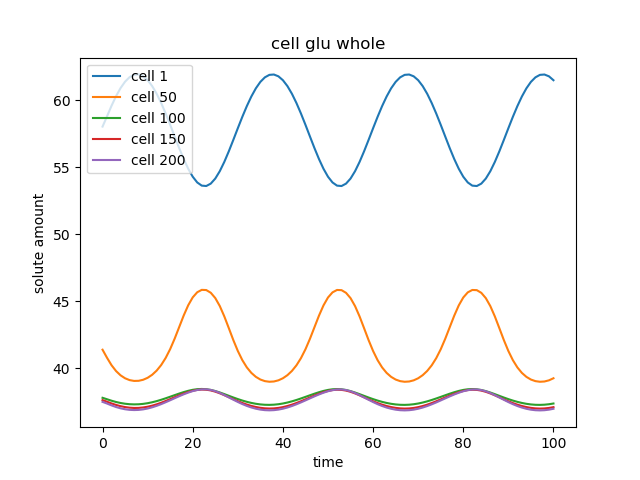 cell glu whole
cell 1
cell 50
cell 100
cell 150
cell 200
60
55
50
45
40
solute amount
0 20 40 60 80 100
time